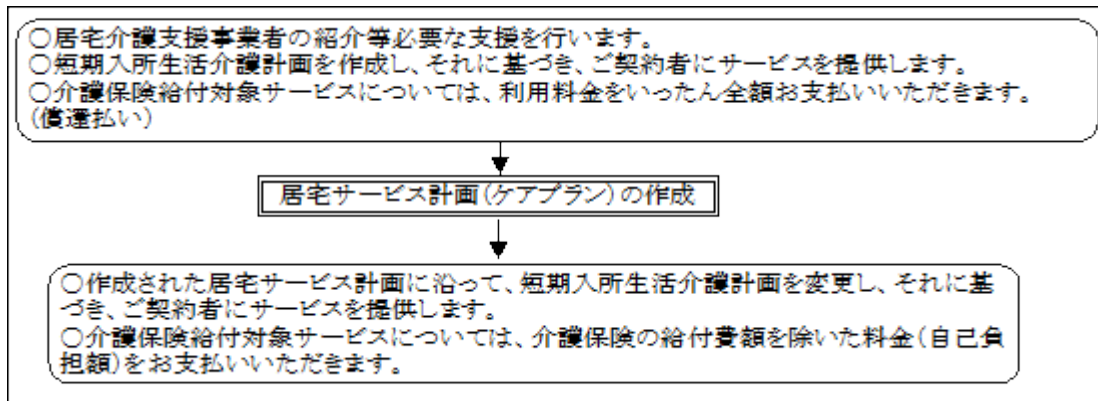 ○居宅介護支援事業者の紹介等必要な支援を行います。
○短期入所生活介護計画を作成し、それに基づき、ご契約者にサービスを提供します。
○介護保険給付対象サービスについては、利用料金をいったん全額お支払いいただきます。
(償還払い)
居宅サービス計画(ケアプラン)の作成
○作成された居宅サービス計画に沿って、短期入所生活介護計画を変更し、それに基
づき、ご契約者にサービスを提供します。
○介護保険給付対象サービスについては、介護保険の給付費額を除いた料金(自己負
担額)をお支払いいただきます。